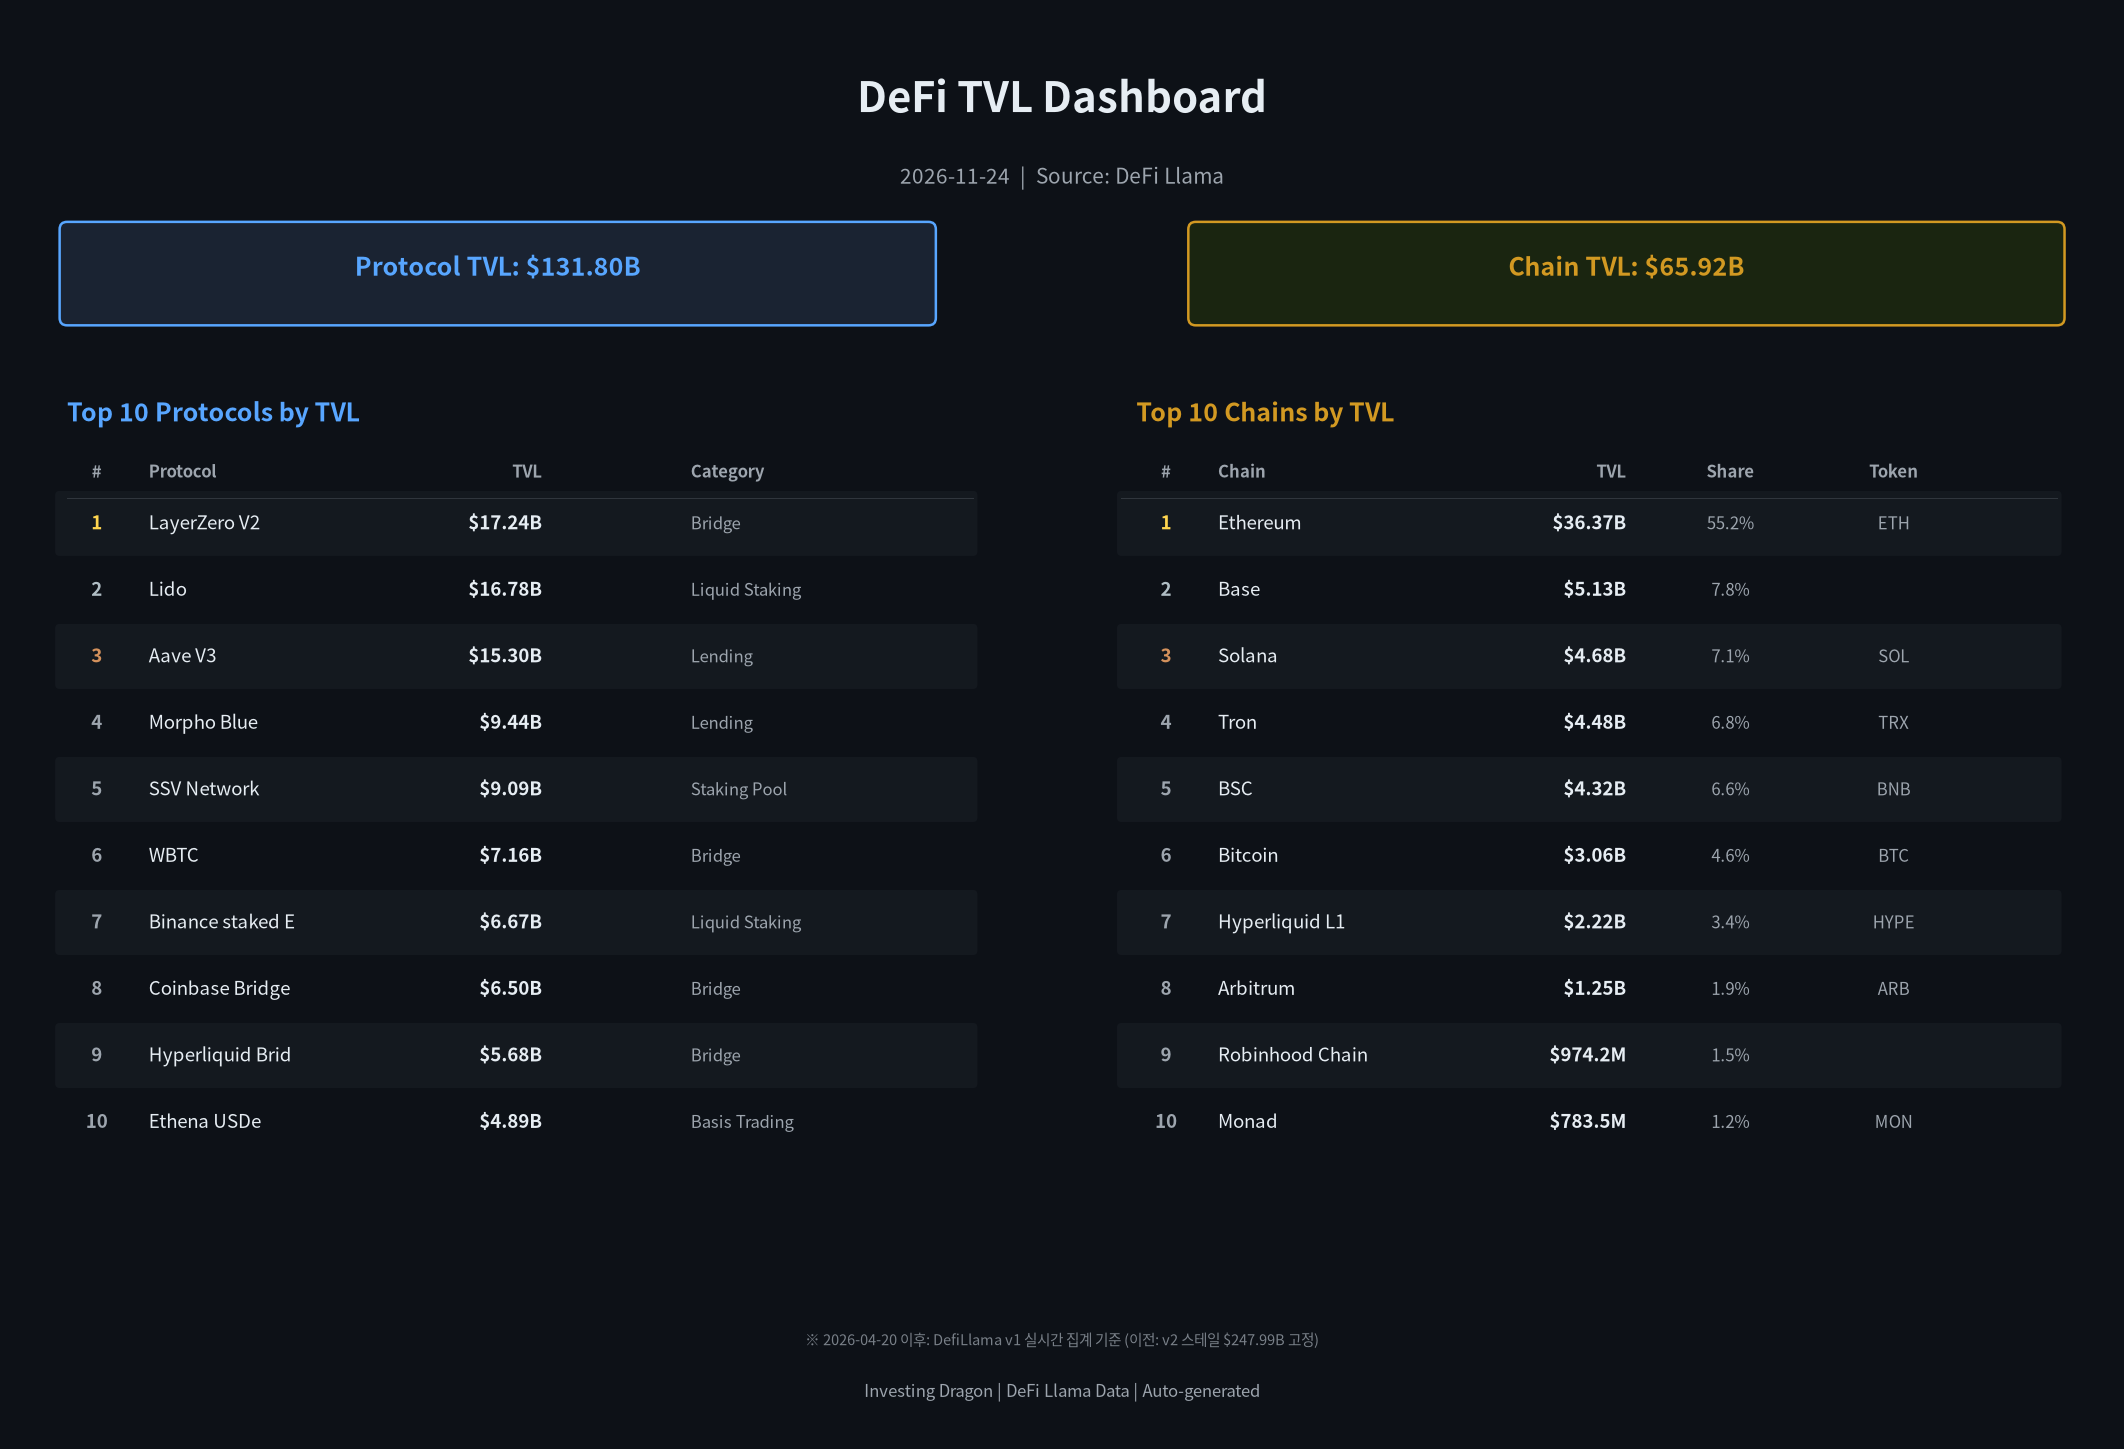 DeFi TVL Dashboard
2026-11-24 | Source: DeFi Llama
Protocol TVL: $131.80B
Chain TVL: $65.92B
Top 10 Protocols by TVL
# Protocol TVL Category
1 LayerZero V2 $17.24B Bridge
2 Lido $16.78B Liquid Staking
3 Aave V3 $15.30B Lending
4 Morpho Blue $9.44B Lending
5 SSV Network $9.09B Staking Pool
6 WBTC $7.16B Bridge
7 Binance staked E $6.67B Liquid Staking
8 Coinbase Bridge $6.50B Bridge
9 Hyperliquid Brid $5.68B Bridge
10 Ethena USDe $4.89B Basis Trading
Top 10 Chains by TVL
# Chain TVL Share Token
1 Ethereum $36.37B 55.2% ETH
2 Base $5.13B 7.8%
3 Solana $4.68B 7.1% SOL
4 Tron $4.48B 6.8% TRX
5 BSC $4.32B 6.6% BNB
6 Bitcoin $3.06B 4.6% BTC
7 Hyperliquid L1 $2.22B 3.4% HYPE
8 Arbitrum $1.25B 1.9% ARB
9 Robinhood Chain $974.2M 1.5%
10 Monad $783.5M 1.2% MON
※ 2026-04-20 이후: DefiLlama v1 실시간 집계 기준 (이전: v2 스테일 $247.99B 고정)
Investing Dragon | DeFi Llama Data | Auto-generated